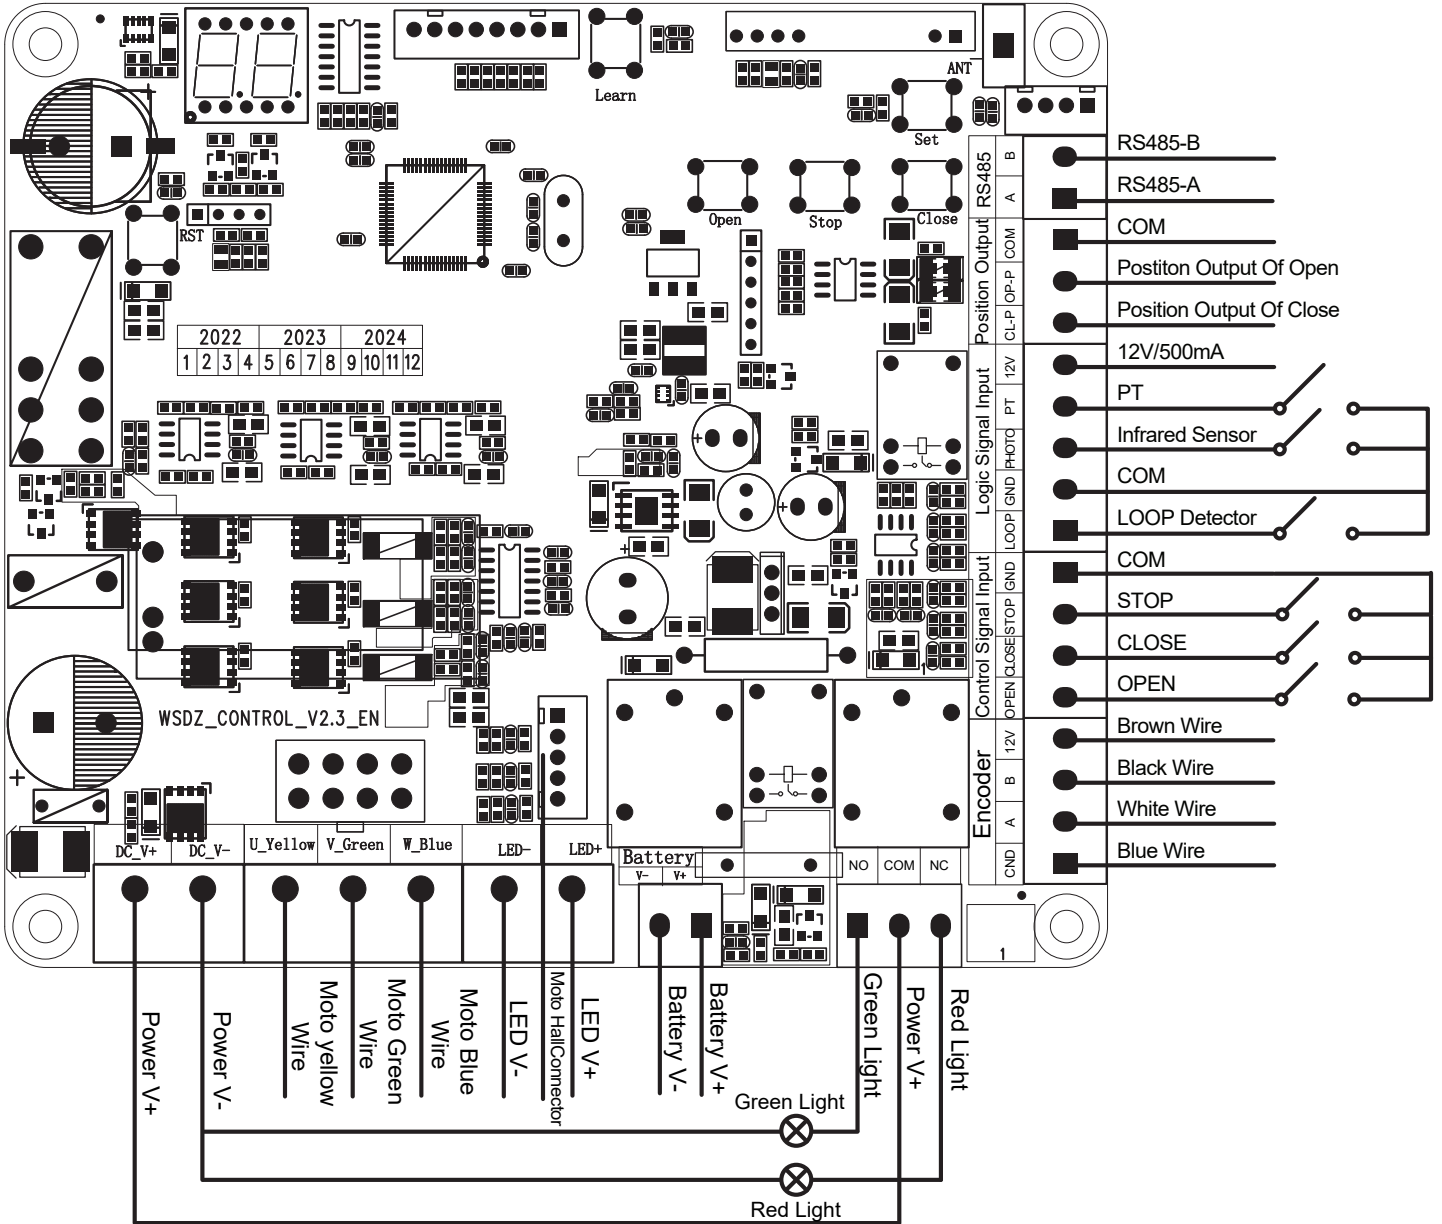 Learn
ANT
Set
RST
Open
Stop
Close
2022 2023 2024
1 2 3 4 5 6 7 8 9 10 11 12
RS485
B
A
Position Output
COM
OP-P
CL-P
Logic Signal Input
12V
PT
PHOTO
GND
LOOP
Control Signal Input
GND
STOP
CLOSE
OPEN
Encoder
12V
B
A
CND
RS485-B
RS485-A
COM
Postiton Output Of Open
Position Output Of Close
12V/500mA
PT
Infrared Sensor
COM
LOOP Detector
COM
STOP
CLOSE
OPEN
Brown Wire
Black Wire
White Wire
Blue Wire
+
+
+
+
1
WSDZ_CONTROL_V2.3_EN
+
DC_V+ DC_V- U_Yellow V_Green W_Blue LED- LED+
Battery
V- V+
NO COM NC
1
Power V+
Power V-
Moto yellow
Wire
Moto Green
Wire
Moto Blue
Wire
LED V-
Moto HallConnector
LED V+
Battery V-
Battery V+
Green Light
Power V+
Red Light
Green Light
Red Light